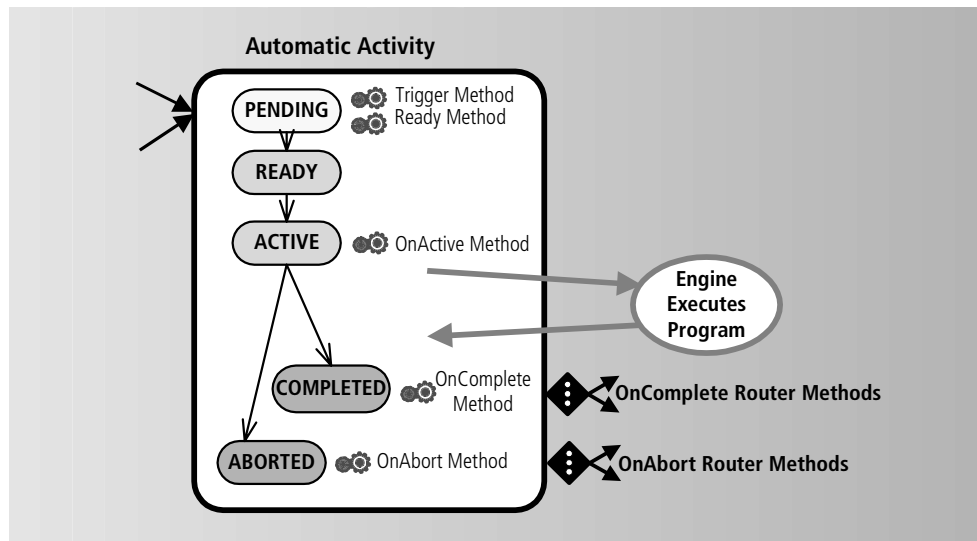 Automatic Activity
PENDING
Trigger Method
Ready Method
READY
ACTIVE
OnActive Method
Engine
Executes
Program
COMPLETED
OnComplete
Method
OnComplete Router Methods
ABORTED
OnAbort Method
OnAbort Router Methods